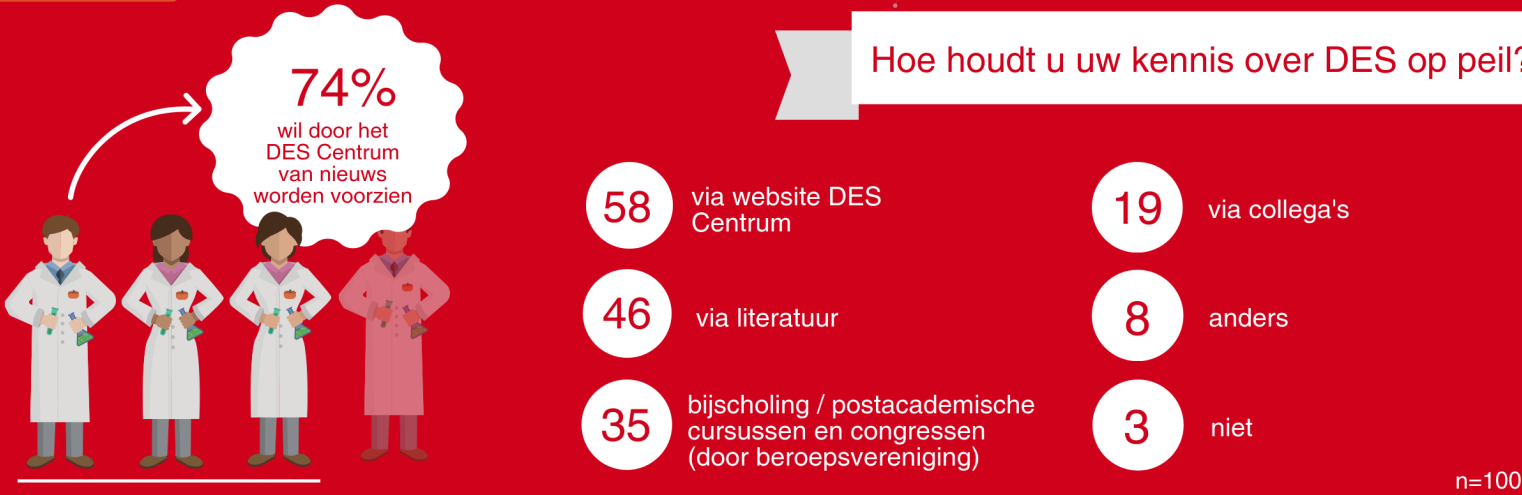 74%
wil door het
DES Centrum
van nieuws
worden voorzien
Hoe houdt u uw kennis over DES op peil?
58
via website DES
Centrum
46
via literatuur
35
bijscholing / postacademische
cursussen en congressen
(door beroepsvereniging)
19
via collega's
8
anders
3
niet
n=100